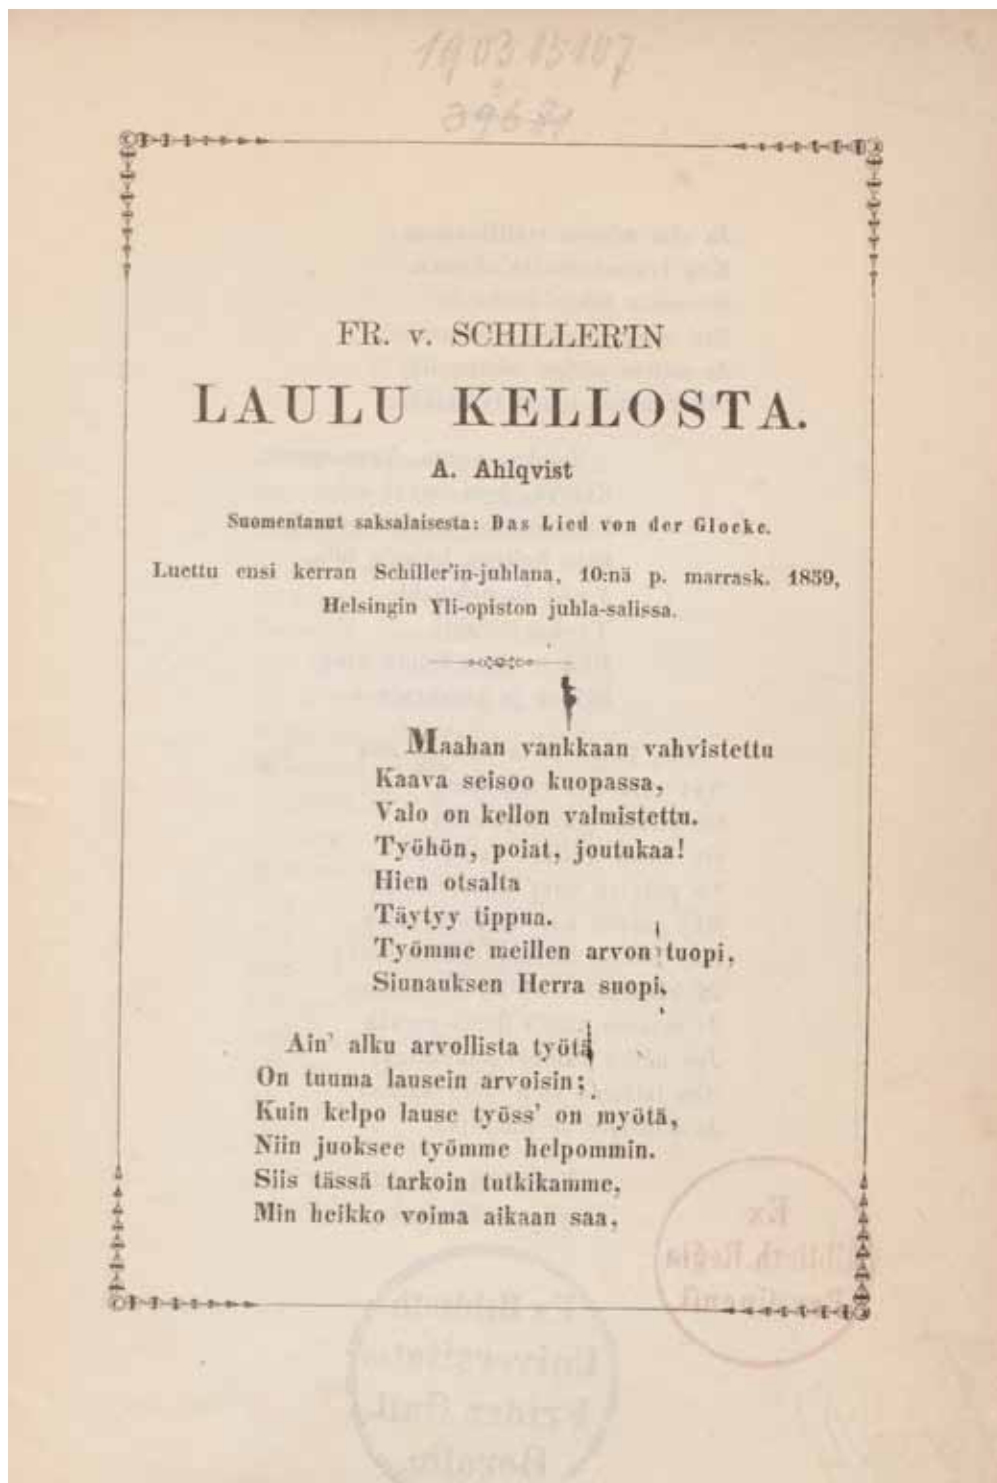 FR. v. SCHILLER'IN
LAULU KELLOSTA.
A. Ahlqvist
Suomentanut saksalaisesta: Das Lied von der Glocke.
Luettu ensi kerran Schiller'in-juhlana, 10:nä p. marrask. 1859,
Helsingin Yli-opiston juhla-salissa.
Maahan vankkaan vahvistettu
Kaava seisoo kuopassa,
Valo on kellon valmistettu.
Työhön, poiat, joutukaa!
Hien otsalta
Täytyy tippua.
Työmme meillen arvon tuopi,
Siunauksen Herra suopi.
Ain' alku arvollista työtä
On tuuma lausein arvoisin;
Kuin kelpo lause työss' on myötä,
Niin juoksee työmme helpommin.
Siis tässä tarkoin tutkikamme,
Min heikko voima aikaan saa,
Ex